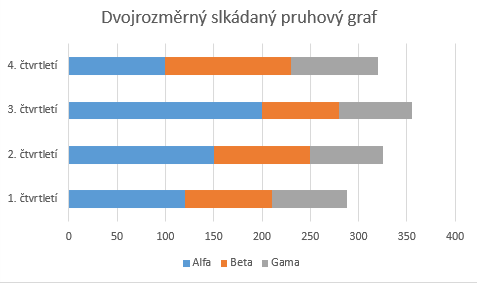 Dvojrozměrný slkádaný pruhový graf
4. čtvrtletí
3. čtvrtletí
2. čtvrtletí
1. čtvrtletí
0 50 100 150 200 250 300 350 400
Alfa Beta Gama